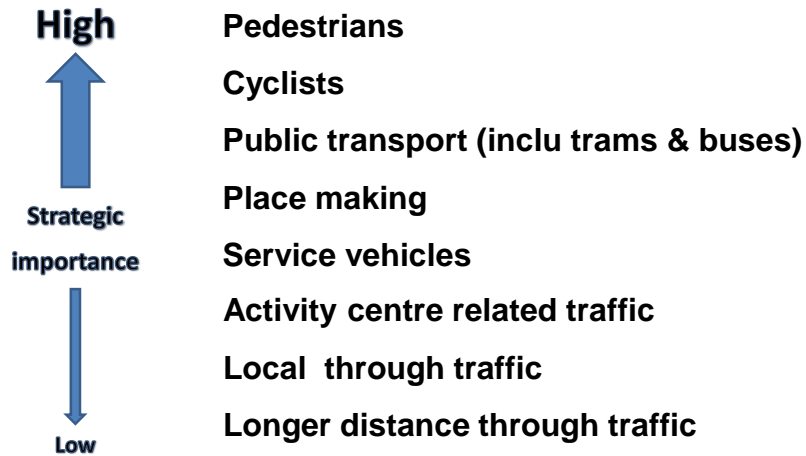 High
Pedestrians
Cyclists
Public transport (inclu trams & buses)
Place making
Strategic
importance
Service vehicles
Activity centre related traffic
Local through traffic
Longer distance through traffic
Low